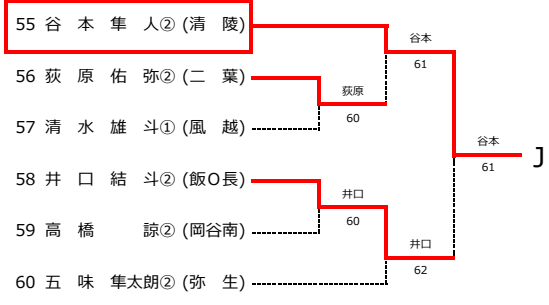 55 谷 本 隼 人② (清 陵)
谷本
61
56 荻 原 佑 弥② (二 葉)
荻原
60
57 清 水 雄 斗① (風 越)
谷本
61
J
58 井 口 結 斗② (飯O長)
井口
60
59 高 橋 諒② (岡谷南)
井口
62
60 五 味 隼太朗② (弥 生)